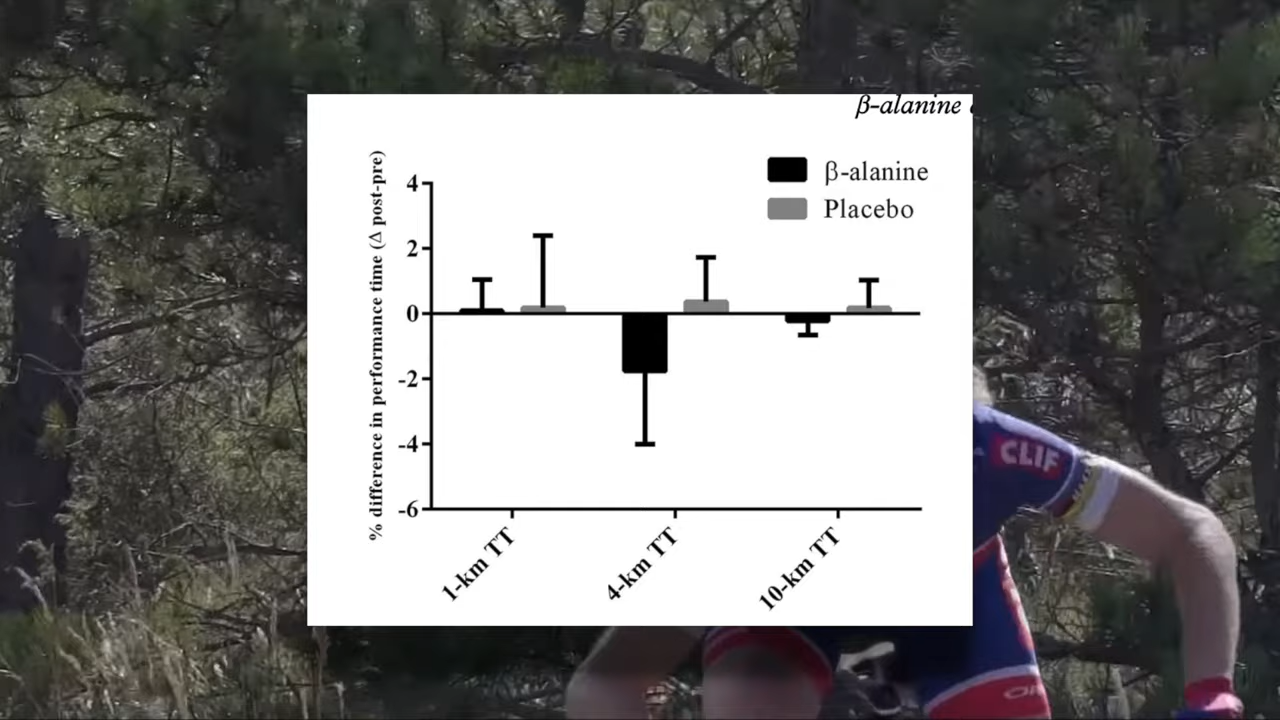 β-alanine
β-alanine
Placebo
% difference in performance time (Δ post-pre)
4
2
0
-2
-4
-6
1-km TT
4-km TT
10-km TT
CLIF